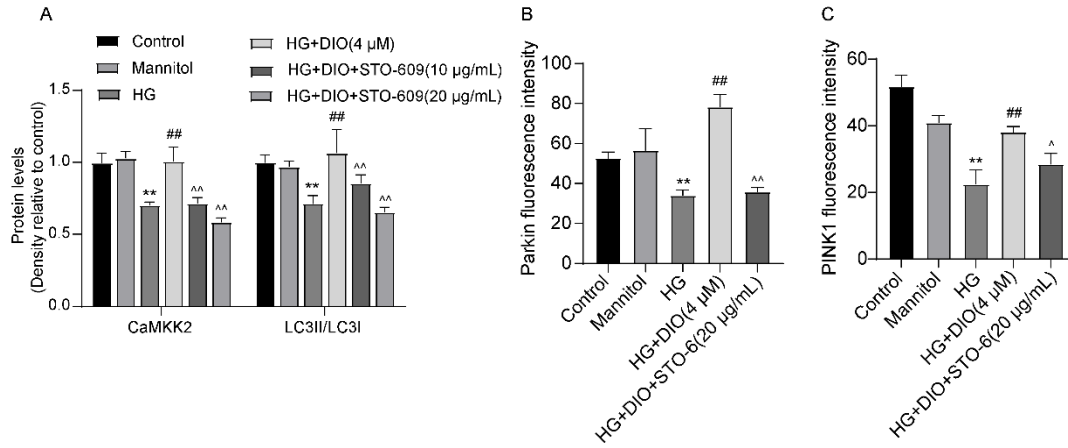 A
Control
Mannitol
HG
HG+DIO(4 μM)
HG+DIO+STO-609(10 μg/mL)
HG+DIO+STO-609(20 μg/mL)
Protein levels
(Density relative to control)
1.5
1.0
0.5
0.0
**
##
^^
^^
**
##
^^
^^
CaMKK2
LC3II/LC3I
B
Parkin fluorescence intensity
100
80
60
40
20
0
**
##
^^
Control
Mannitol
HG
HG+DIO(4 μM)
HG+DIO+STO-6(20 μg/mL)
C
PINK1 fluorescence intensity
60
40
20
0
**
##
^
Control
Mannitol
HG
HG+DIO(4 μM)
HG+DIO+STO-6(20 μg/mL)